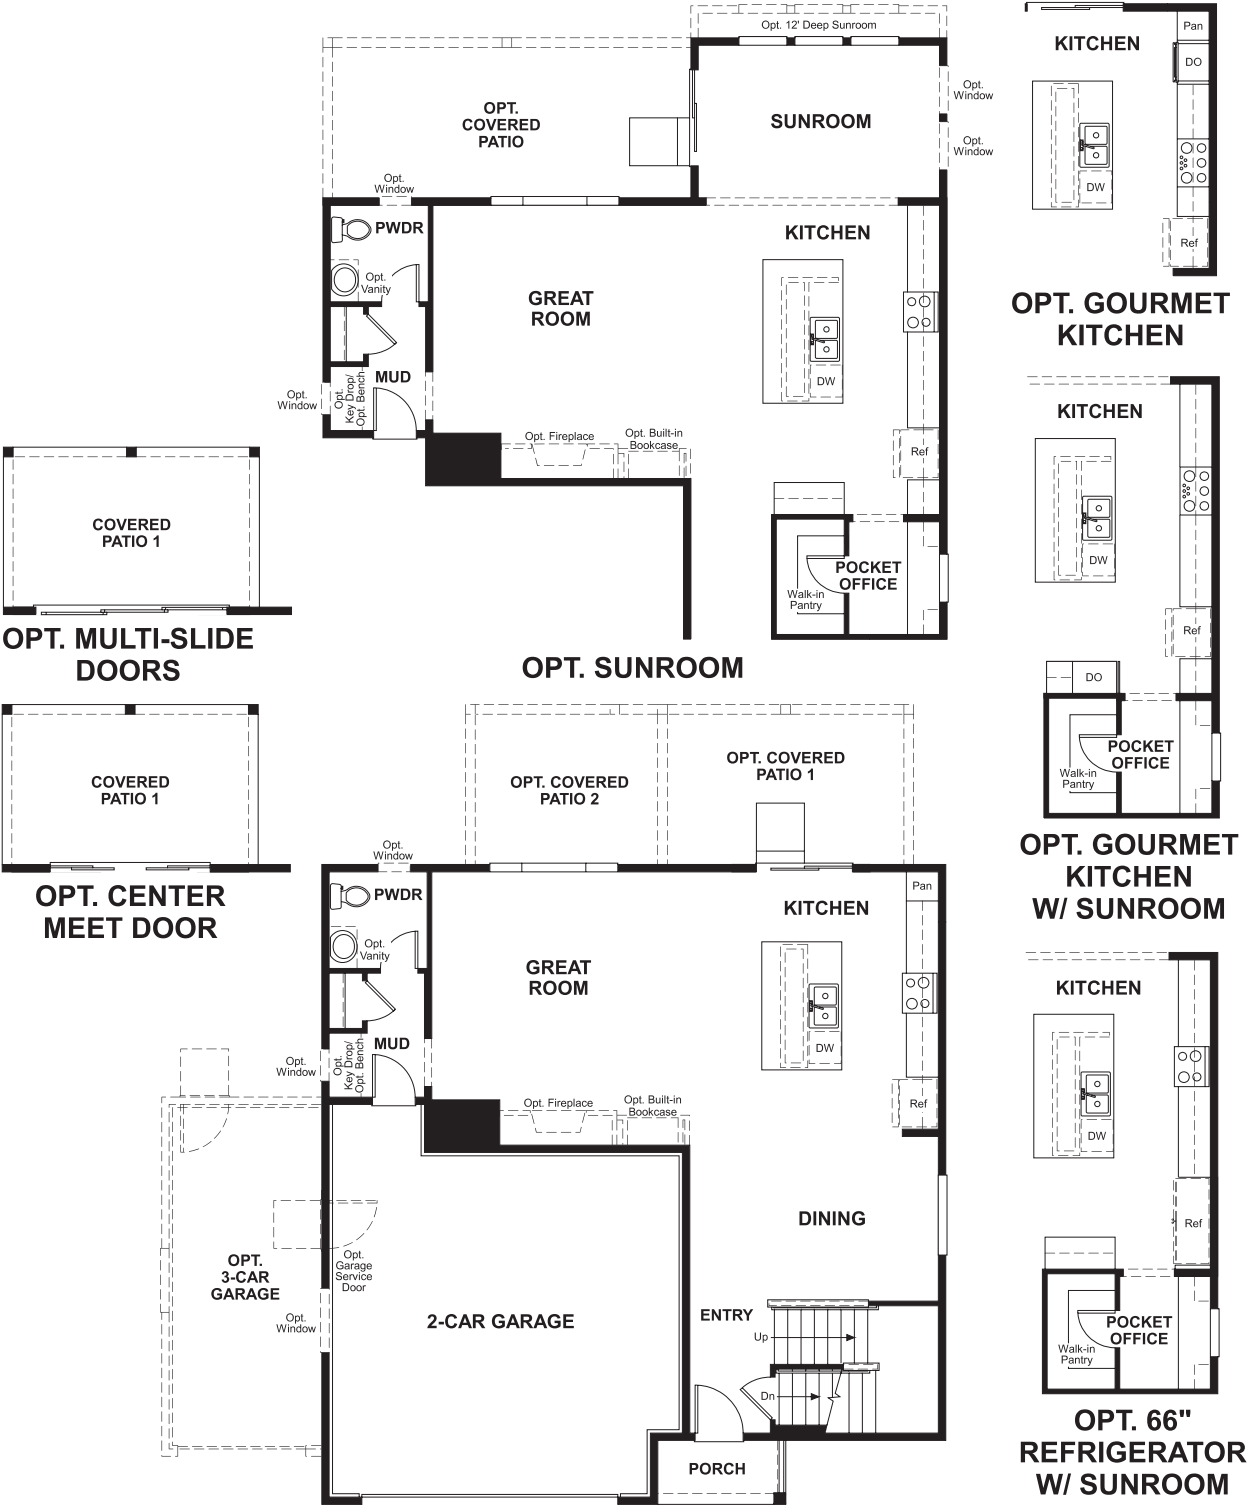 Opt. 12' Deep Sunroom
OPT.
COVERED
PATIO
SUNROOM
Opt.
Window
Opt.
Window
Opt.
Window
PWDR
Opt.
Vanity
GREAT
ROOM
KITCHEN
DW
MUD
Opt.
Window
Opt.
Key Drop/
Opt. Bench
Opt. Fireplace
Opt. Built-in
Bookcase
Ref
POCKET
OFFICE
Walk-in
Pantry
OPT. SUNROOM
KITCHEN
Pan
DO
DW
Ref
OPT. GOURMET
KITCHEN
KITCHEN
DW
Ref
DO
POCKET
OFFICE
Walk-in
Pantry
OPT. GOURMET
KITCHEN
W/ SUNROOM
COVERED
PATIO 1
OPT. MULTI-SLIDE
DOORS
COVERED
PATIO 1
OPT. CENTER
MEET DOOR
OPT. COVERED
PATIO 2
OPT. COVERED
PATIO 1
Opt.
Window
PWDR
Opt.
Vanity
GREAT
ROOM
KITCHEN
Pan
DW
MUD
Opt.
Window
Opt.
Key Drop/
Opt. Bench
Opt. Fireplace
Opt. Built-in
Bookcase
Ref
DINING
OPT.
3-CAR
GARAGE
Opt.
Garage
Service
Door
Opt.
Window
2-CAR GARAGE
ENTRY
Up
Dn
PORCH
KITCHEN
DW
Ref
POCKET
OFFICE
Walk-in
Pantry
OPT. 66"
REFRIGERATOR
W/ SUNROOM